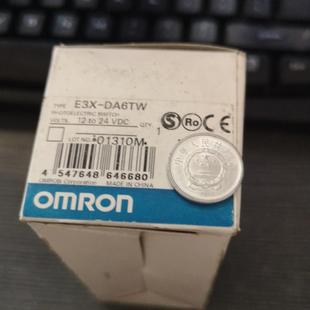 TYPE E3X-DA6TW
PHOTOELECTRIC SWITCH
VOLTS 12 to 24 VDC QTY. 1
LOT NO. 01310M
4 547648 646680
OMRON Corporation MADE IN CHINA
OMRON